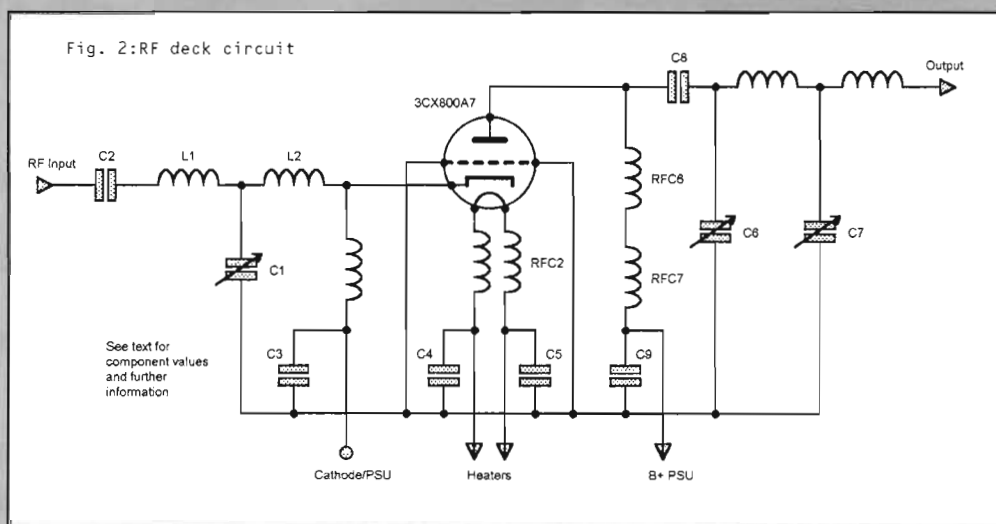 Fig. 2:RF deck circuit
C8
Output
3CX800A7
RF Input
C2
L1
L2
RFC6
C1
RFC2
RFC7
C6
C7
See text for
component values
and further
information
C3
C4
C5
C9
Cathode/PSU
Heaters
B+ PSU